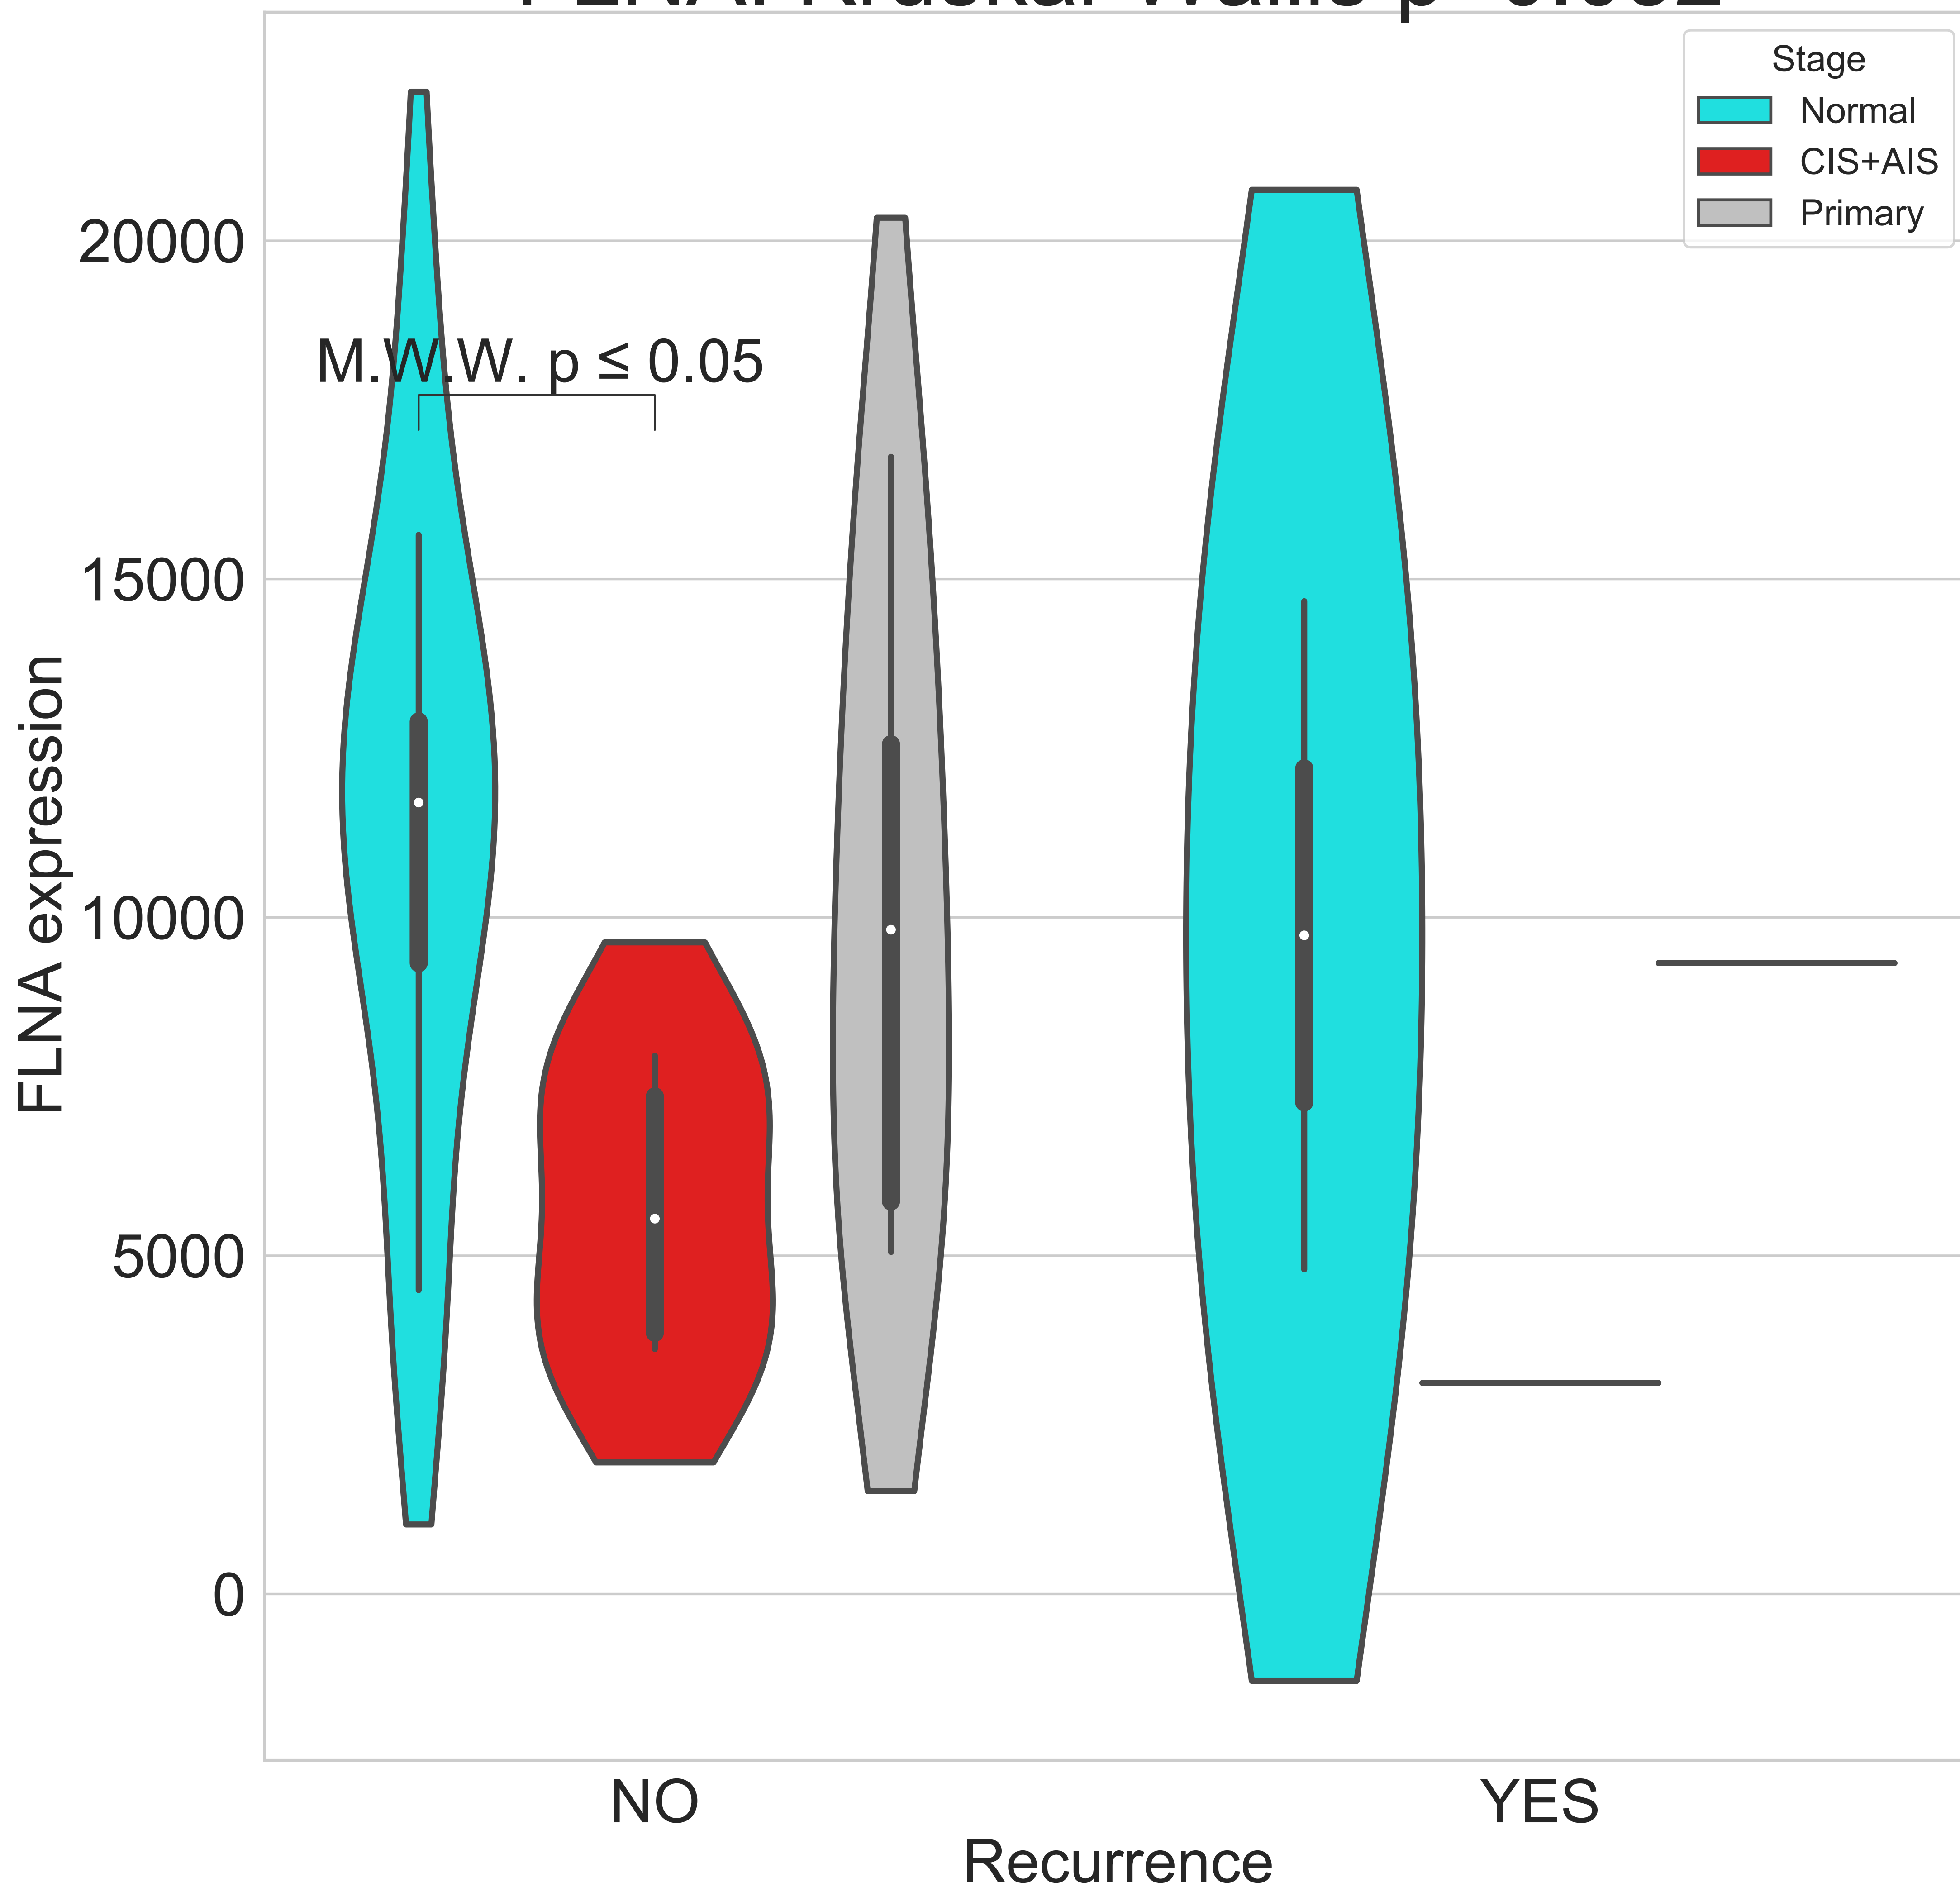 Stage
Normal
CIS+AIS
Primary
20000
M.W.W. p ≤ 0.05
15000
10000
5000
0
FLNA expression
NO
YES
Recurrence